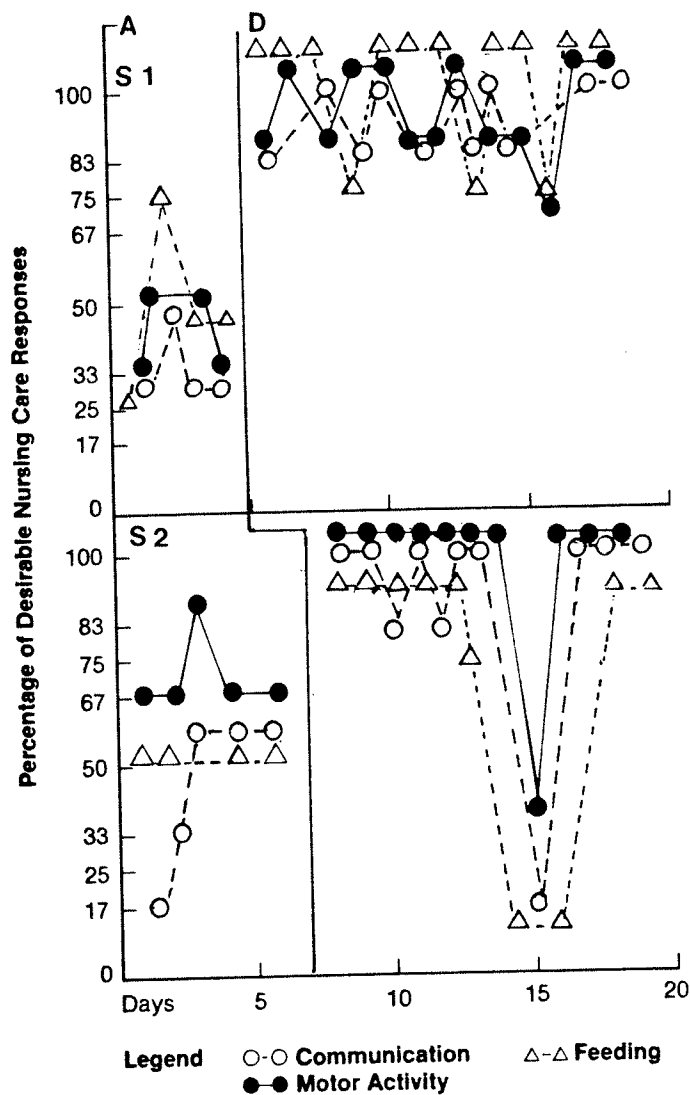 A
D
S 1
100
83
75
67
50
33
25
17
0
S 2
100
83
75
67
50
33
25
17
0
Percentage of Desirable Nursing Care Responses
Days 5 10 15 20
Legend Communication Feeding
Motor Activity